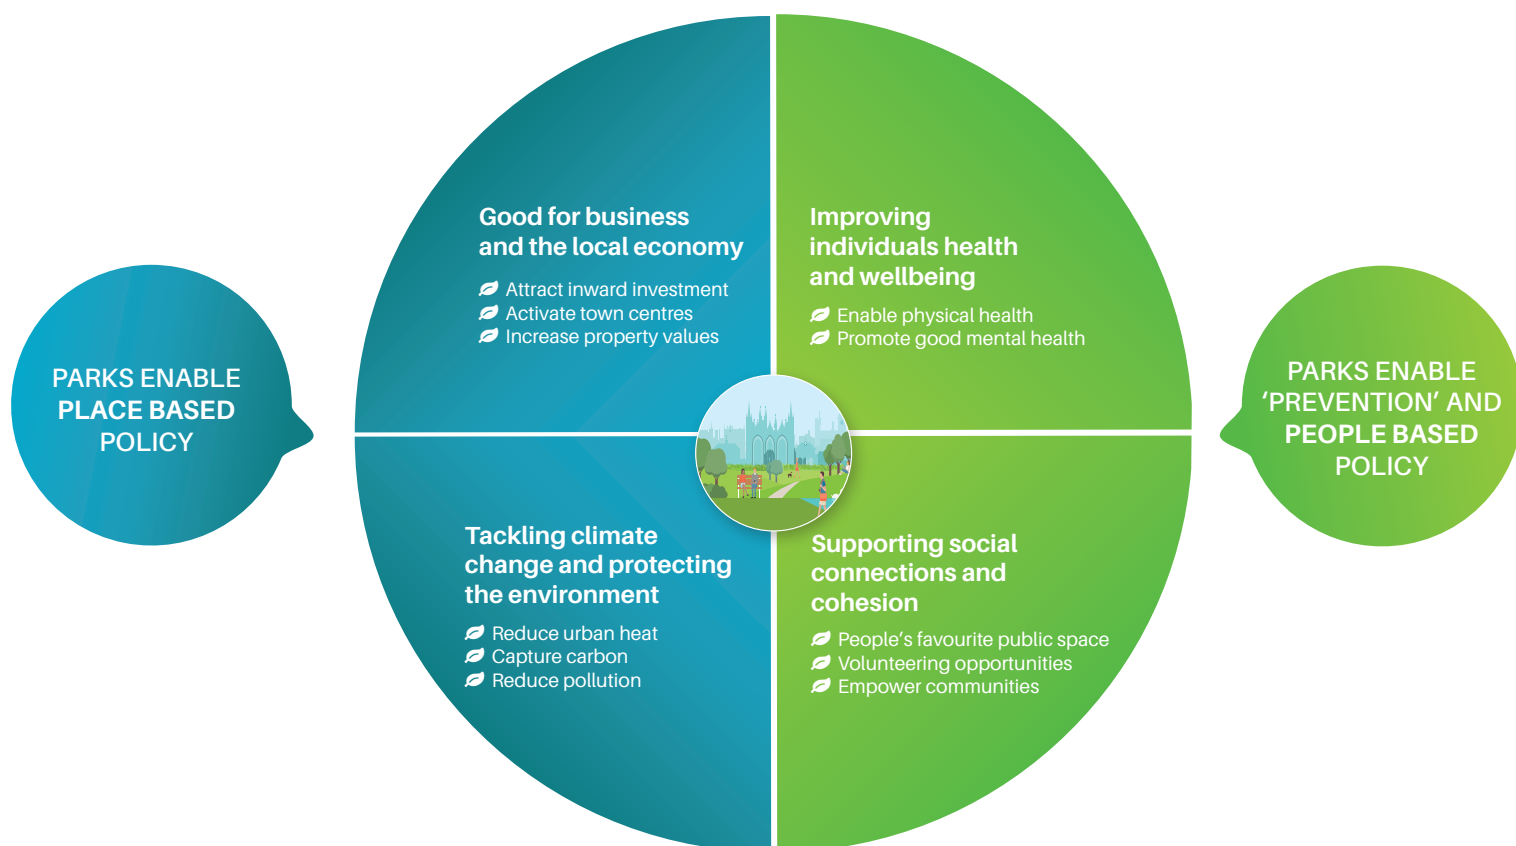 PARKS ENABLE
PLACE BASED
POLICY
Good for business
and the local economy
Attract inward investment
Activate town centres
Increase property values
Improving
individuals health
and wellbeing
Enable physical health
Promote good mental health
Tackling climate
change and protecting
the environment
Reduce urban heat
Capture carbon
Reduce pollution
Supporting social
connections and
cohesion
People’s favourite public space
Volunteering opportunities
Empower communities
PARKS ENABLE
‘PREVENTION’ AND
PEOPLE BASED
POLICY